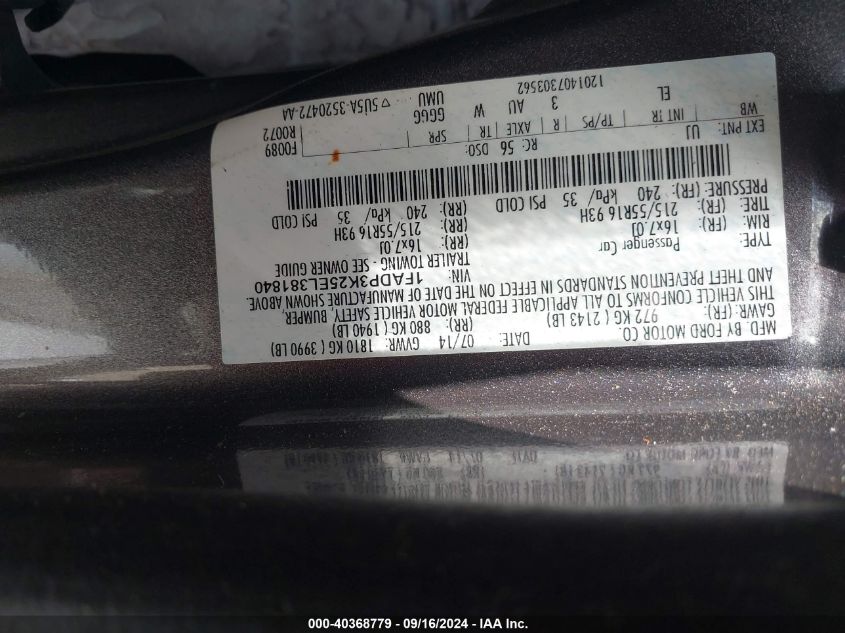 MFD BY FORD MOTOR CO.
DATE: 07/14 GVWR: 1810 KG ( 3990 LB)
GAWR: (FR): 972 KG ( 2143 LB) (RR): 880 KG ( 1940 LB)
THIS VEHICLE CONFORMS TO ALL APPLICABLE FEDERAL MOTOR VEHICLE SAFETY, BUMPER,
AND THEFT PREVENTION STANDARDS IN EFFECT ON THE DATE OF MANUFACTURE SHOWN ABOVE.
VIN: 1FADP3K25EL381840
TYPE: Passenger Car TRAILER TOWING - SEE OWNER GUIDE
RIM: (FR): 16x7.0J (RR): 16x7.0J
TIRE: (FR): 215/55R16 93H (RR): 215/55R16 93H
PRESSURE: (FR): 240 kPa/ 35 PSI COLD (RR): 240 kPa/ 35 PSI COLD
EXT PNT: UJ RC: 56 DSO: F0089
WB INT TR TP/PS R AXLE TR SPR R0072
EL 3 AU W GGGG
UMU
1201407303562 ▽ 5U5A-3520472-AA
000-40368779 - 09/16/2024 - IAA Inc.